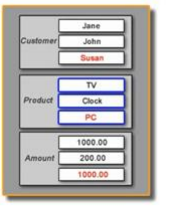 Jane
Customer John
Susan
TV
Product Clock
PC
1000.00
Amount 200.00
1000.00